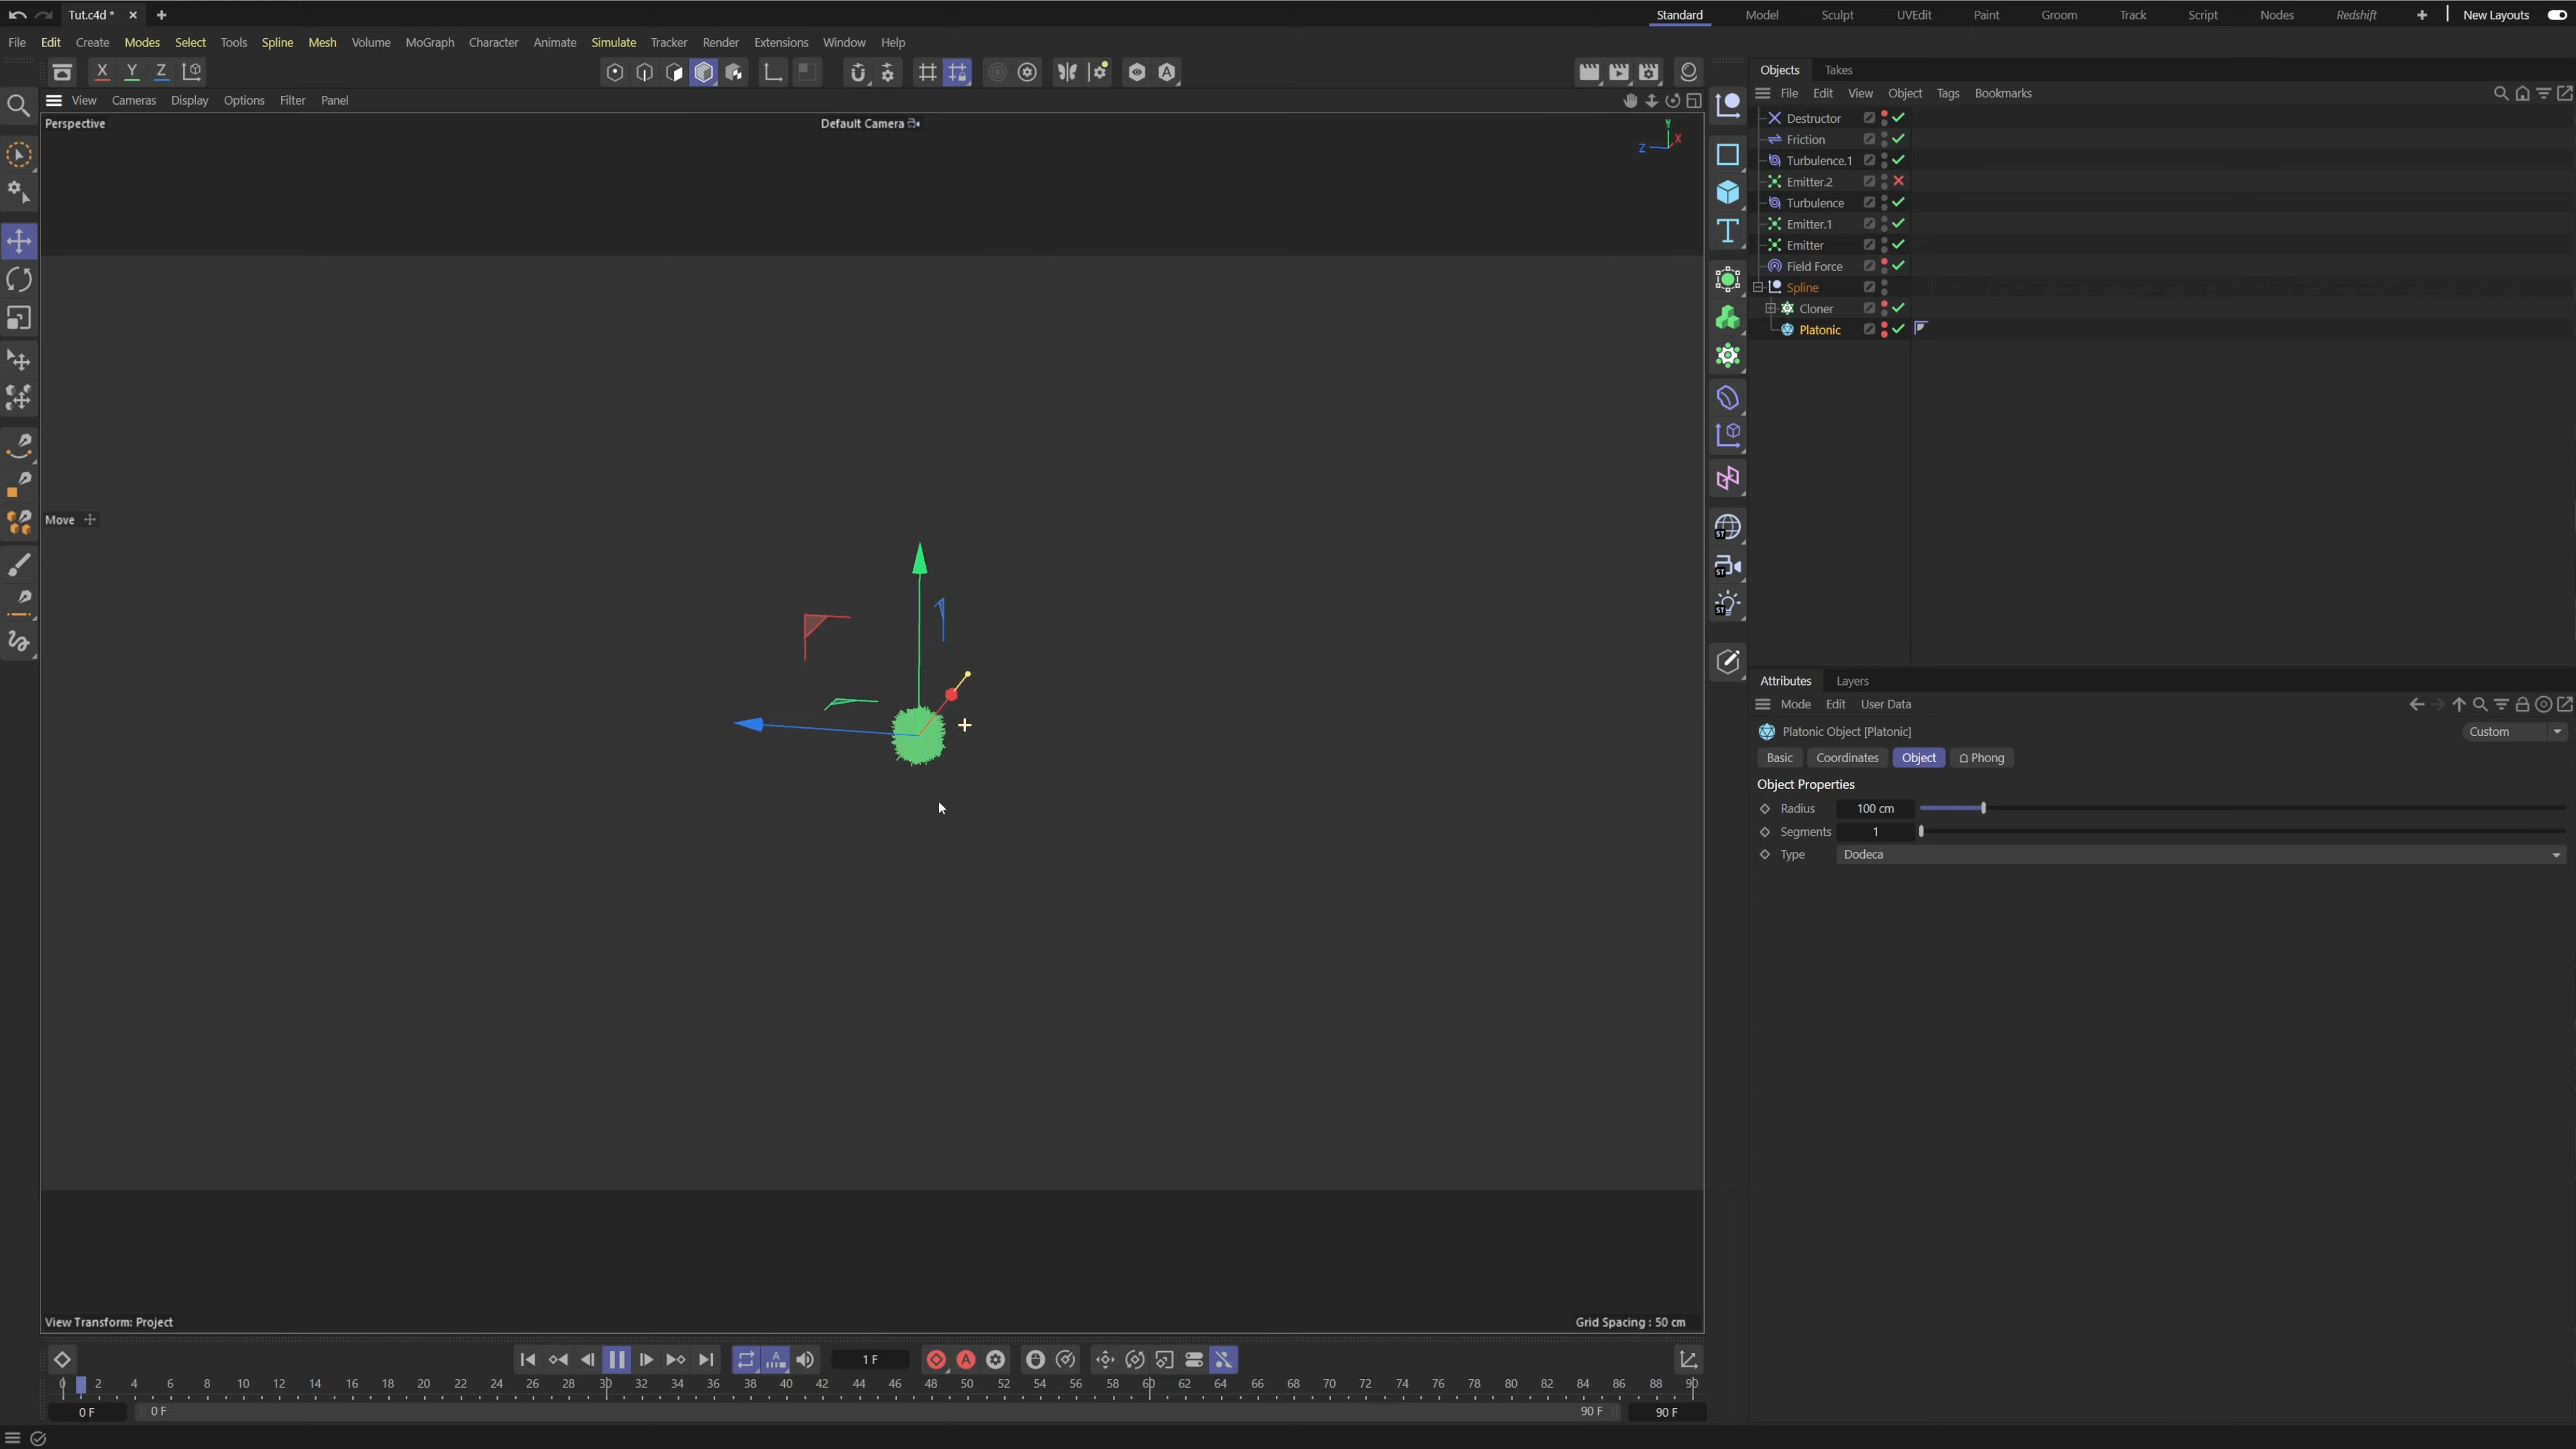 Tut.c4d *
Standard Model Sculpt UVEdit Paint Groom Track Script Nodes Redshift New Layouts
File Edit Create Modes Select Tools Spline Mesh Volume MoGraph Character Animate Simulate Tracker Render Extensions Window Help
X Y Z
View Cameras Display Options Filter Panel
Perspective
Default Camera
Y
X
Z
Move
View Transform: Project
Grid Spacing : 50 cm
Objects Takes
File Edit View Object Tags Bookmarks
Destructor
Friction
Turbulence.1
Emitter.2
Turbulence
Emitter.1
Emitter
Field Force
Spline
Cloner
Platonic
ST
ST
ST
Attributes Layers
Mode Edit User Data
Platonic Object [Platonic]
Custom
Basic Coordinates Object Phong
Object Properties
Radius 100 cm
Segments 1
Type Dodeca
1 F
0 2 4 6 8 10 12 14 16 18 20 22 24 26 28 30 32 34 36 38 40 42 44 46 48 50 52 54 56 58 60 62 64 66 68 70 72 74 76 78 80 82 84 86 88 90
0 F 0 F 90 F 90 F